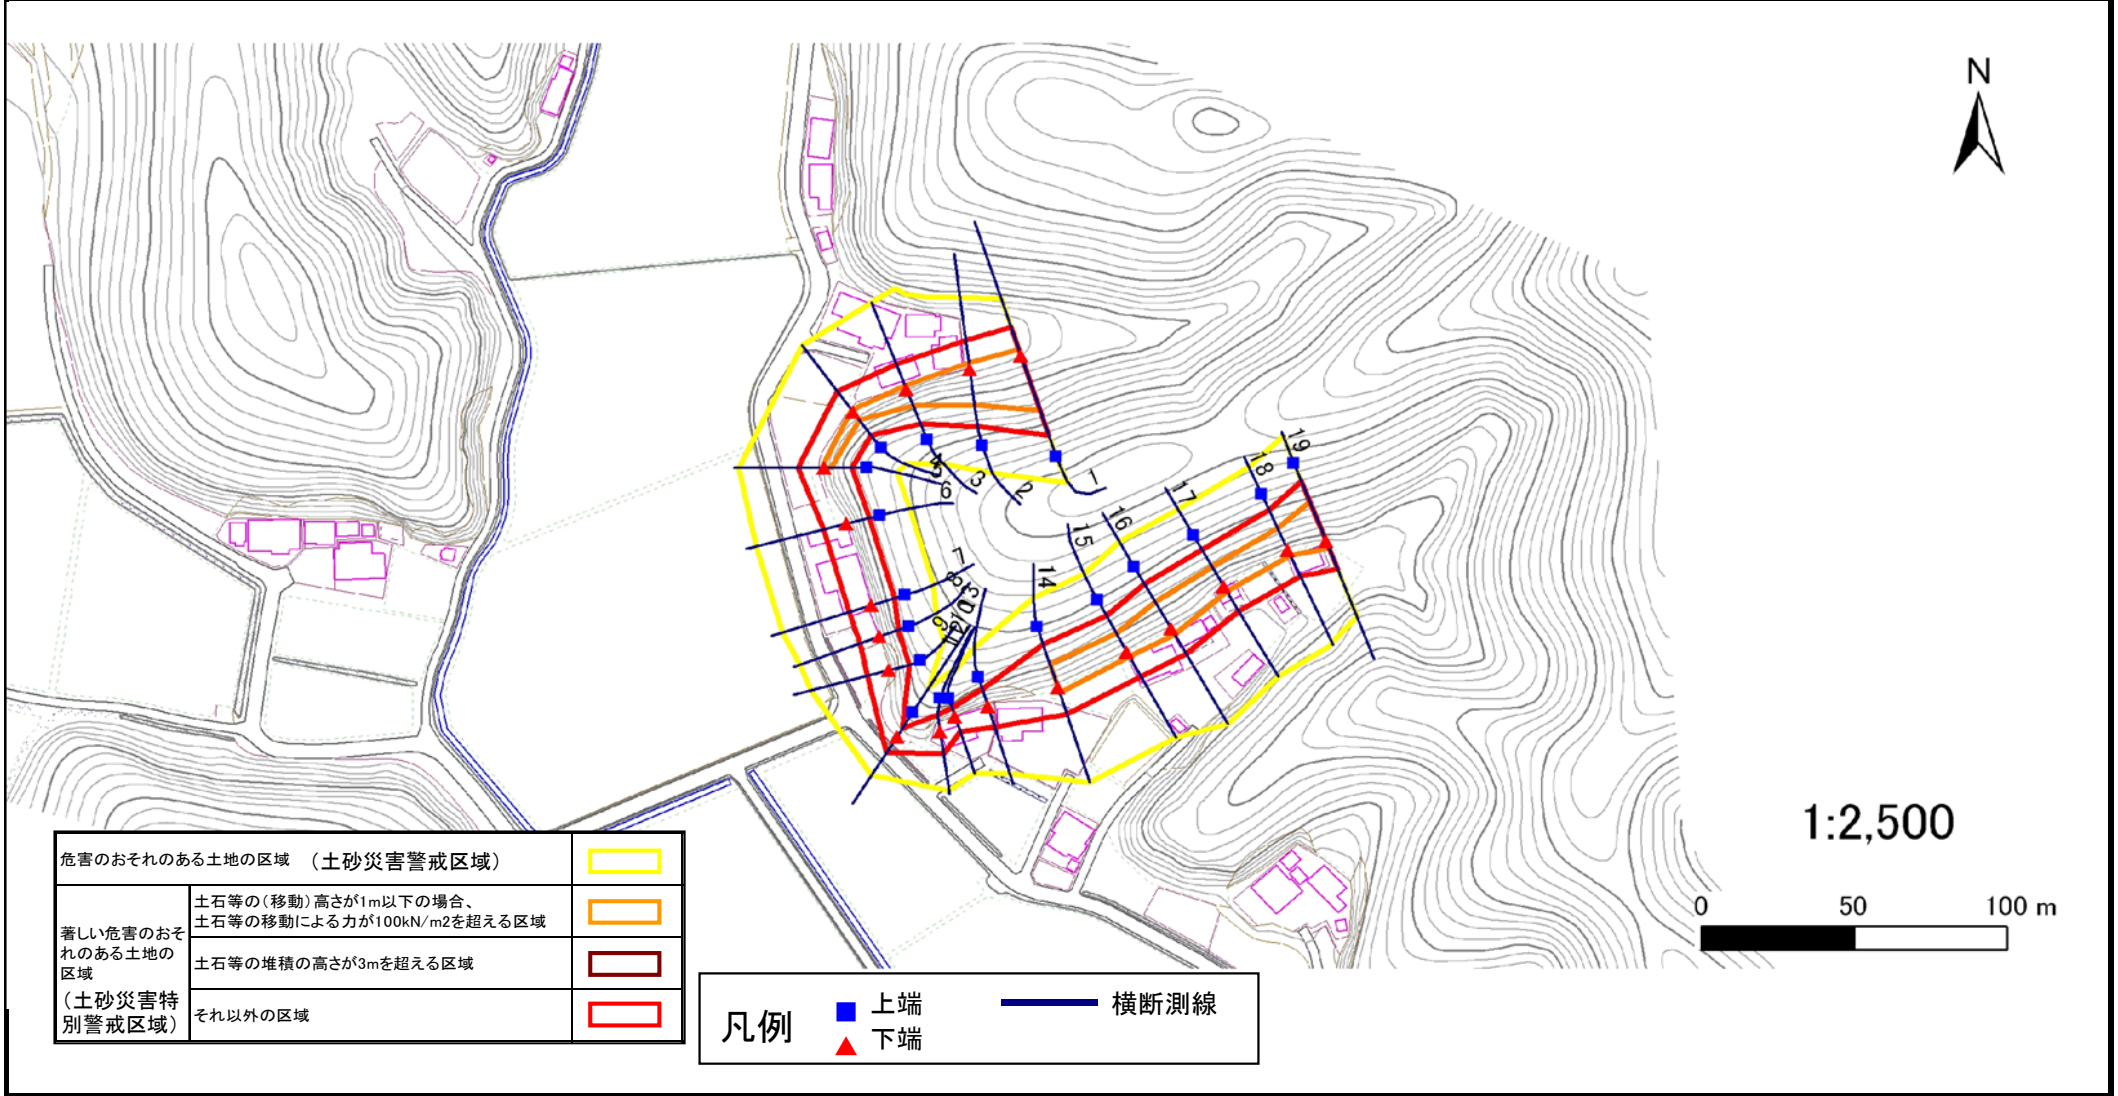 N
1
2
3
4
5
6
7
8
9
10
11
12
13
14
15
16
17
18
19
1:2,500
0 50 100 m
危害のおそれのある土地の区域 (土砂災害警戒区域)
著しい危害のおそ
れのある土地の
区域
(土砂災害特
別警戒区域)
土石等の(移動)高さが1m以下の場合、
土石等の移動による力が100kN/m2を超える区域
土石等の堆積の高さが3mを超える区域
それ以外の区域
凡例
上端
下端
横断測線